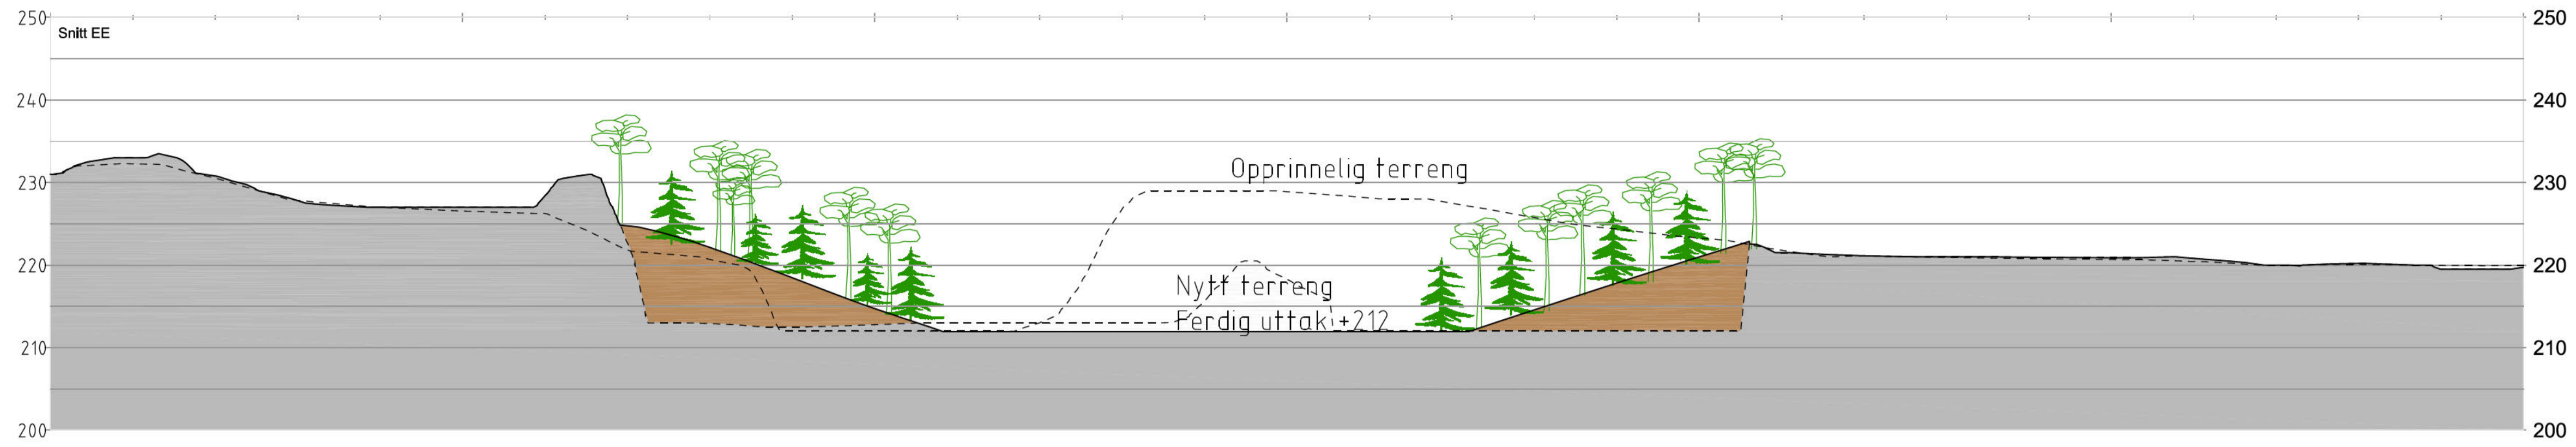 250 250
Snitt EE
240 240
Opprinnelig terreng
230 230
220 220
Nytt terreng
Ferdig uttak +212
210 210
200 200